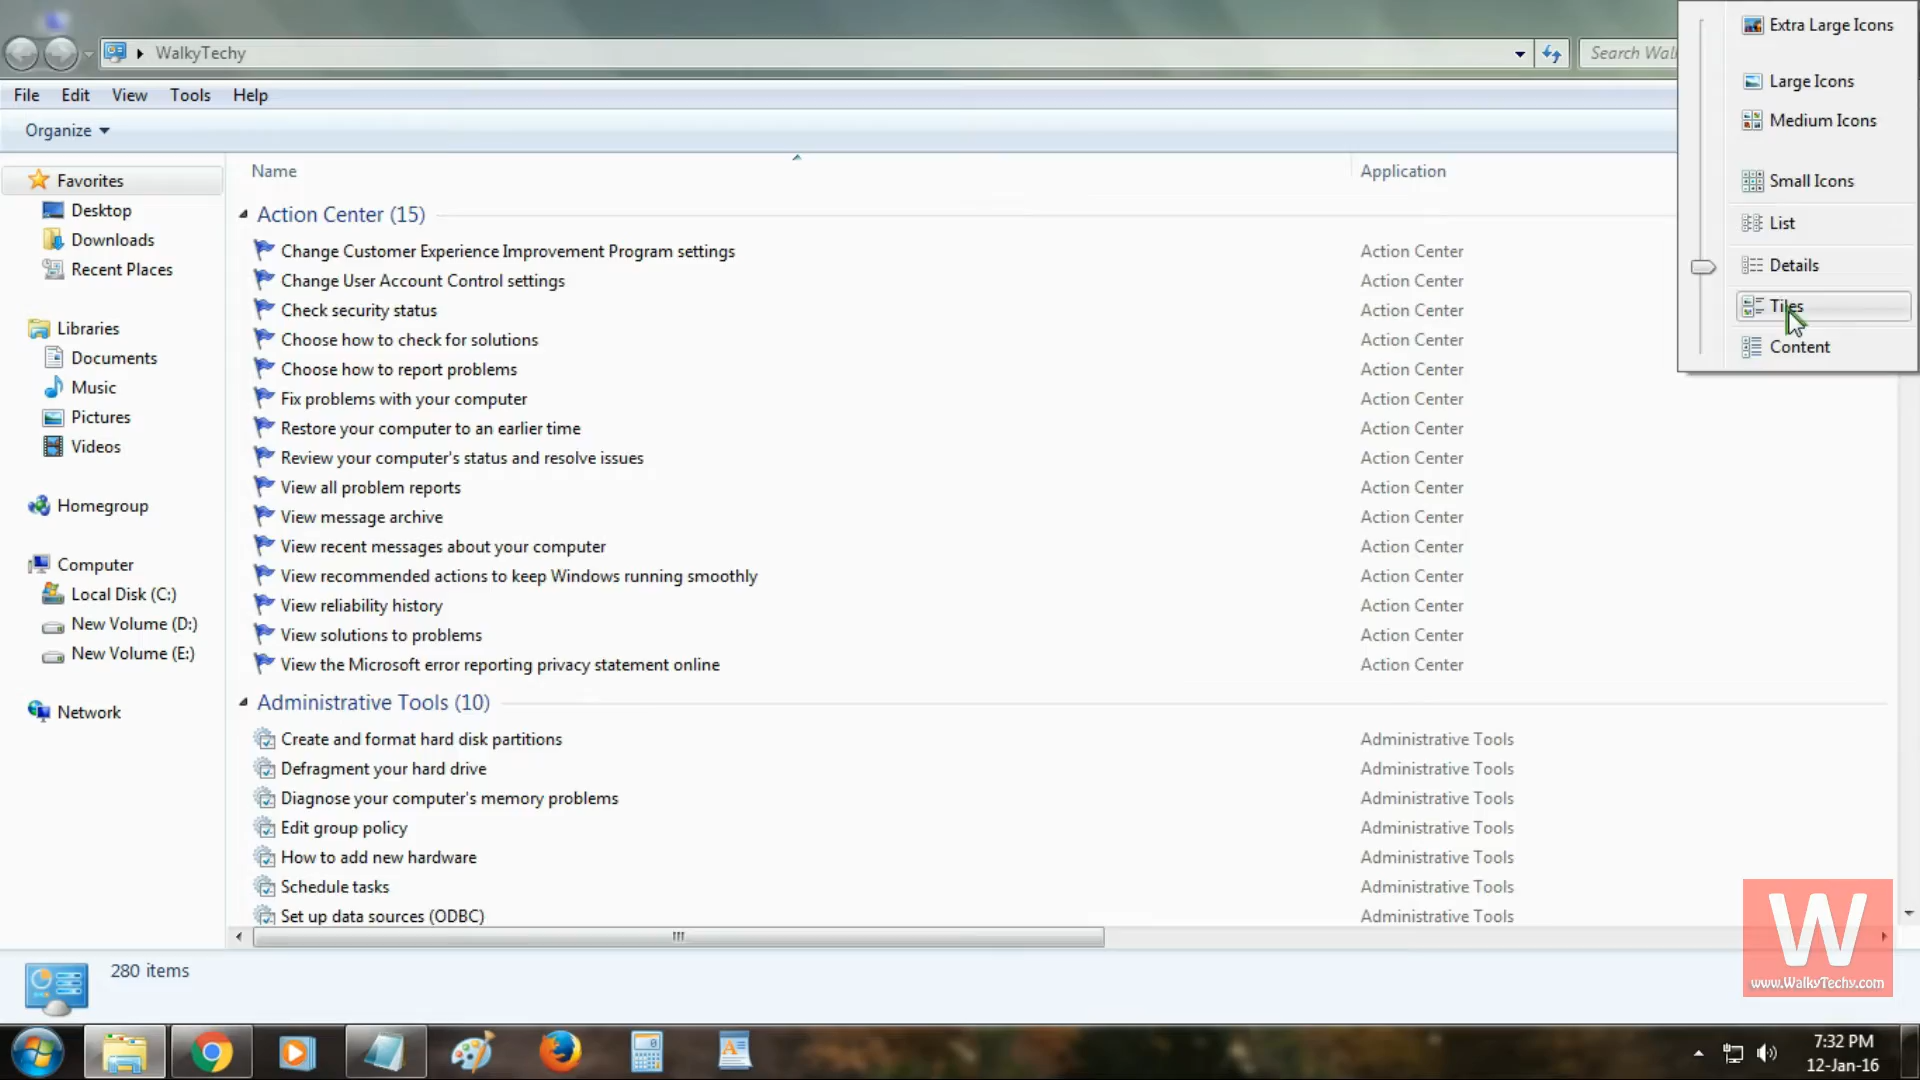 WalkyTechy
Search Wal
File Edit View Tools Help
Organize
Extra Large Icons
Large Icons
Medium Icons
Small Icons
List
Details
Tiles
Content
Favorites
Desktop
Downloads
Recent Places
Libraries
Documents
Music
Pictures
Videos
Homegroup
Computer
Local Disk (C:)
New Volume (D:)
New Volume (E:)
Network
Name Application
Action Center (15)
Change Customer Experience Improvement Program settings Action Center
Change User Account Control settings Action Center
Check security status Action Center
Choose how to check for solutions Action Center
Choose how to report problems Action Center
Fix problems with your computer Action Center
Restore your computer to an earlier time Action Center
Review your computer's status and resolve issues Action Center
View all problem reports Action Center
View message archive Action Center
View recent messages about your computer Action Center
View recommended actions to keep Windows running smoothly Action Center
View reliability history Action Center
View solutions to problems Action Center
View the Microsoft error reporting privacy statement online Action Center
Administrative Tools (10)
Create and format hard disk partitions Administrative Tools
Defragment your hard drive Administrative Tools
Diagnose your computer's memory problems Administrative Tools
Edit group policy Administrative Tools
How to add new hardware Administrative Tools
Schedule tasks Administrative Tools
Set up data sources (ODBC) Administrative Tools
W
www.WalkyTechy.com
280 items
7:32 PM
12-Jan-16